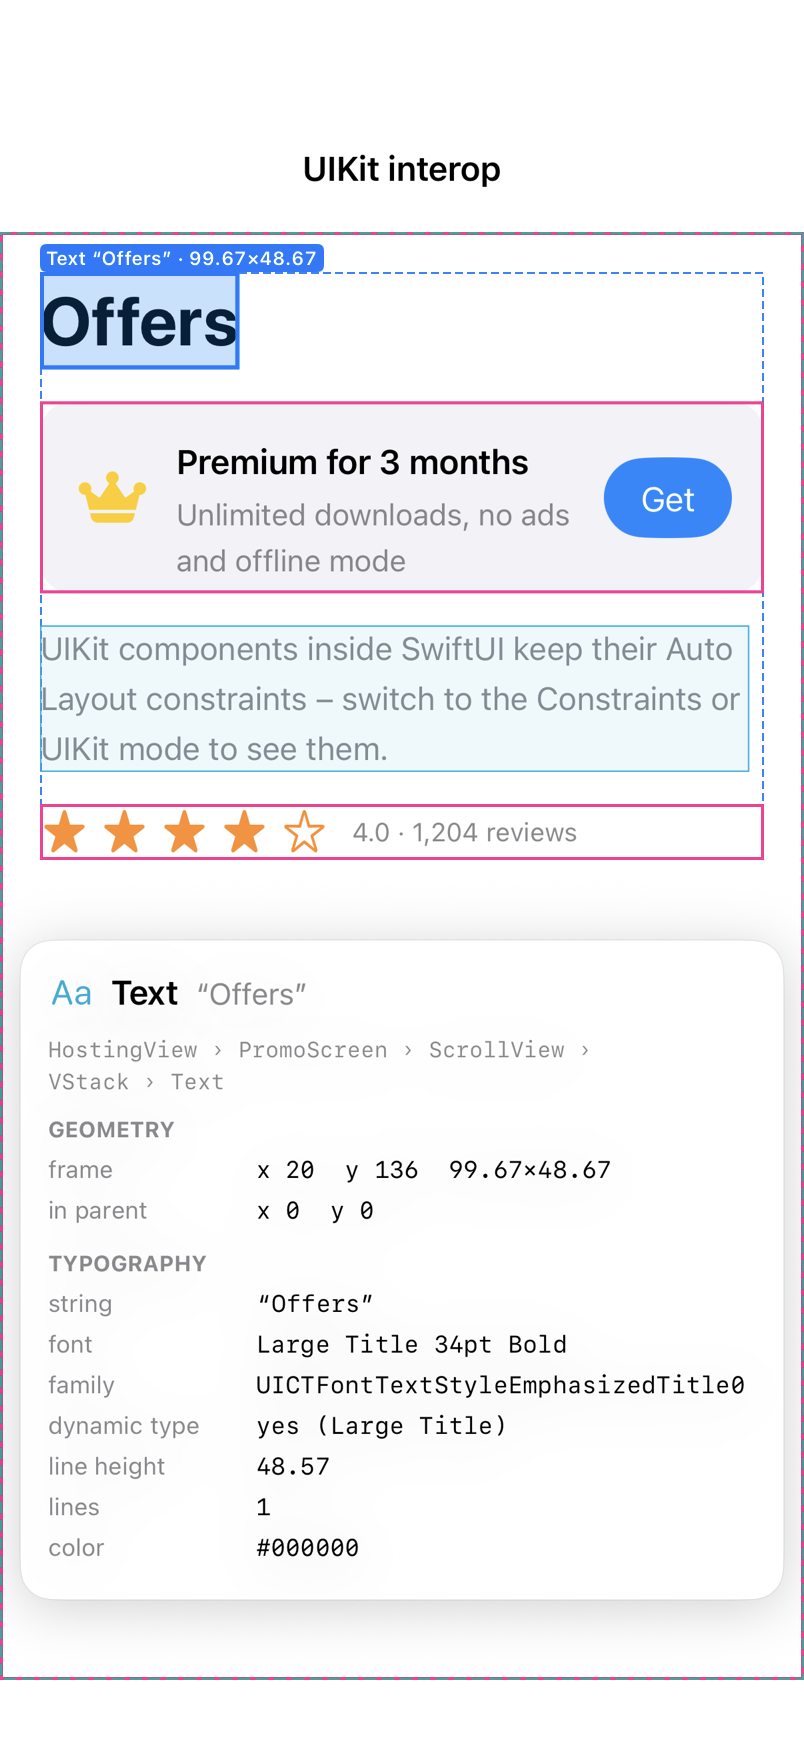 UIKit interop
Text “Offers” · 99.67×48.67
Offers
Premium for 3 months
Unlimited downloads, no ads
and offline mode
Get
UIKit components inside SwiftUI keep their Auto
Layout constraints – switch to the Constraints or
UIKit mode to see them.
4.0 · 1,204 reviews
Aa Text “Offers”
HostingView › PromoScreen › ScrollView ›
VStack › Text
GEOMETRY
frame x 20 y 136 99.67×48.67
in parent x 0 y 0
TYPOGRAPHY
string “Offers”
font Large Title 34pt Bold
family UICTFontTextStyleEmphasizedTitle0
dynamic type yes (Large Title)
line height 48.57
lines 1
color #000000